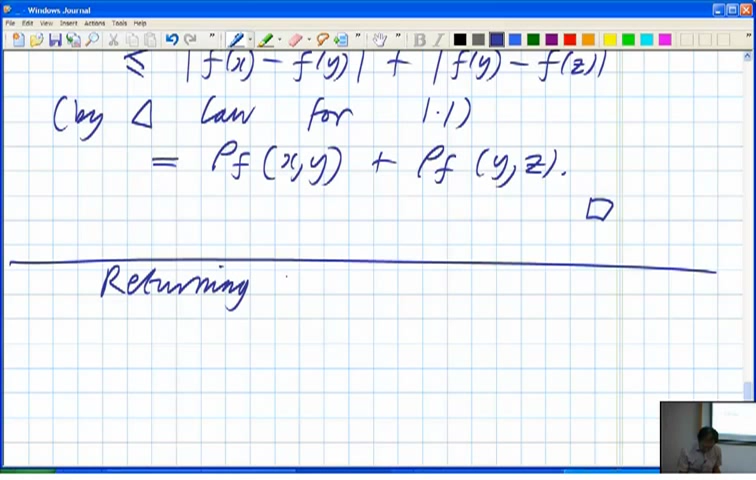 Windows Journal
File Edit View Insert Actions Tools Help
≤ |f(x) - f(y)| + |f(y) - f(z)|
(by Δ law for |·|)
= ρf (x,y) + ρf (y,z).
□
Returning